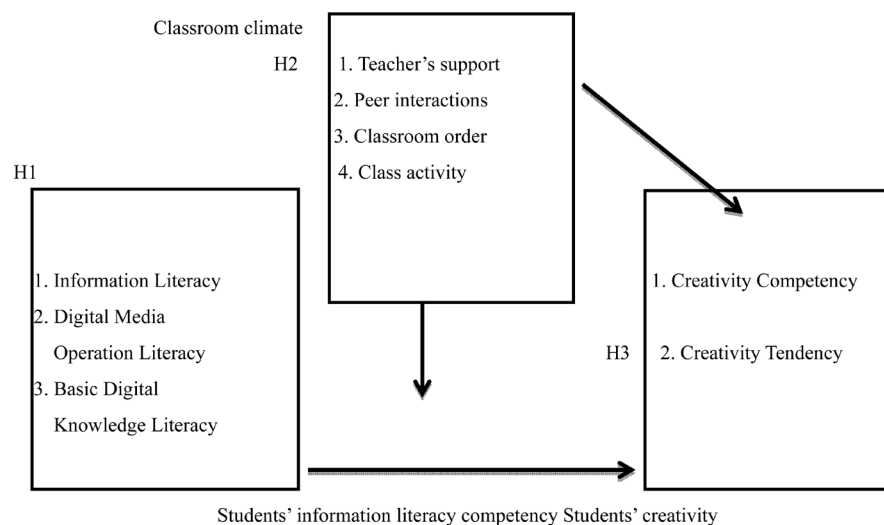 Classroom climate
H2
1. Teacher’s support
2. Peer interactions
3. Classroom order
4. Class activity
H1
1. Information Literacy
2. Digital Media
Operation Literacy
3. Basic Digital
Knowledge Literacy
1. Creativity Competency
H3
2. Creativity Tendency
Students’ information literacy competency Students’ creativity